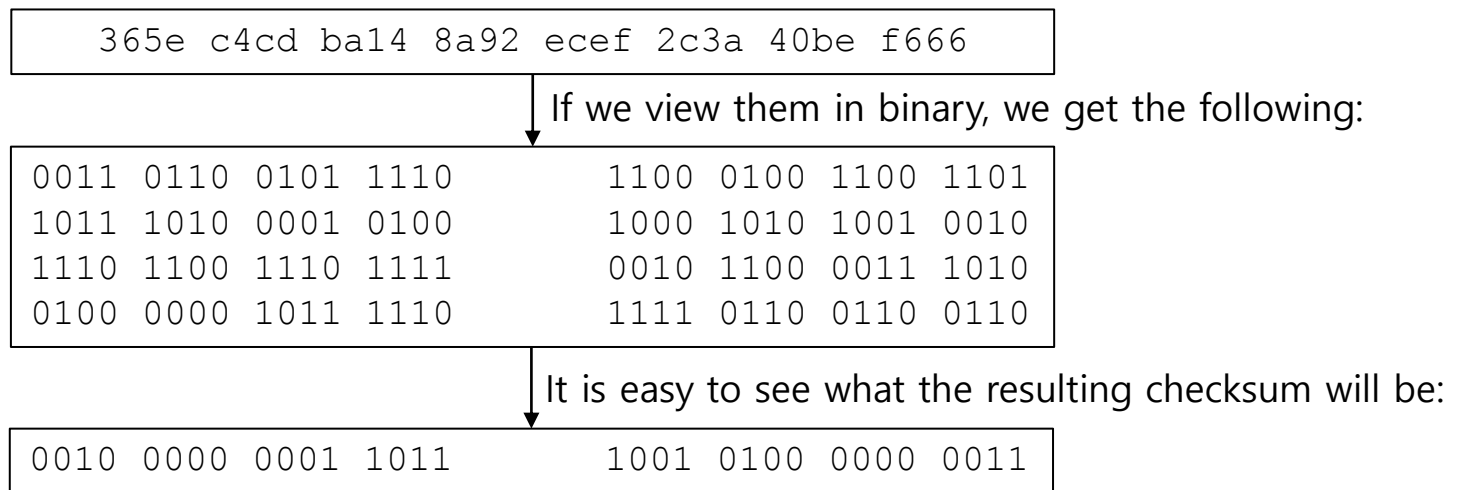 365e c4cd ba14 8a92 ecef 2c3a 40be f666
If we view them in binary, we get the following:
0011 0110 0101 1110 1100 0100 1100 1101
1011 1010 0001 0100 1000 1010 1001 0010
1110 1100 1110 1111 0010 1100 0011 1010
0100 0000 1011 1110 1111 0110 0110 0110
It is easy to see what the resulting checksum will be:
0010 0000 0001 1011 1001 0100 0000 0011